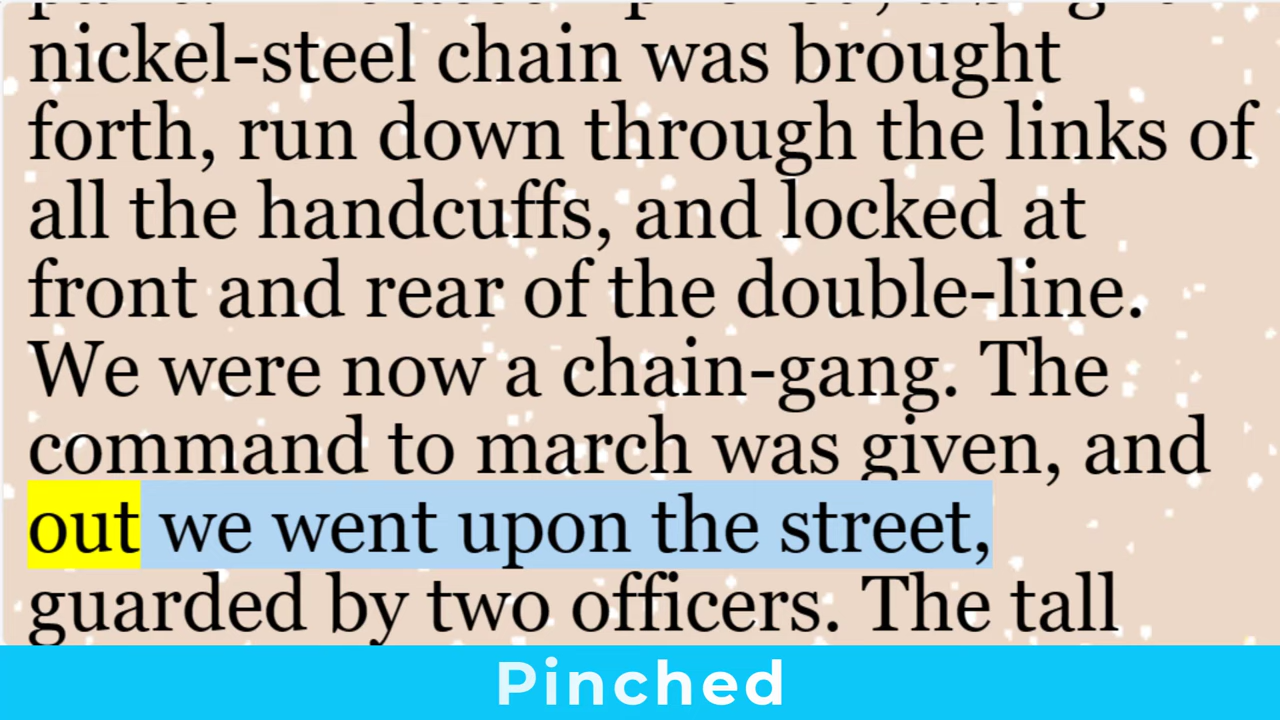 nickel-steel chain was brought
forth, run down through the links of
all the handcuffs, and locked at
front and rear of the double-line.
We were now a chain-gang. The
command to march was given, and
out we went upon the street,
guarded by two officers. The tall
Pinched